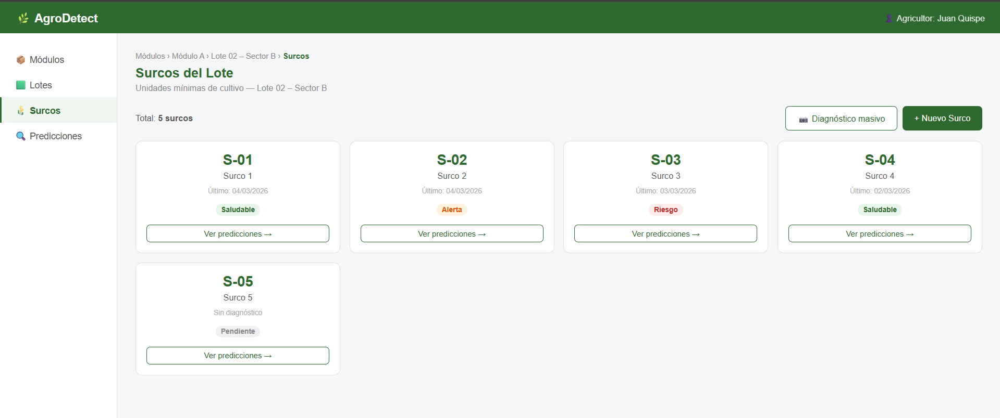 AgroDetect
Agricultor: Juan Quispe
Módulos
Lotes
Surcos
Predicciones
Módulos › Módulo A › Lote 02 – Sector B › Surcos
Surcos del Lote
Unidades mínimas de cultivo — Lote 02 – Sector B
Total: 5 surcos
Diagnóstico masivo
+ Nuevo Surco
S-01
Surco 1
Último: 04/03/2026
Saludable
Ver predicciones →
S-02
Surco 2
Último: 04/03/2026
Alerta
Ver predicciones →
S-03
Surco 3
Último: 03/03/2026
Riesgo
Ver predicciones →
S-04
Surco 4
Último: 02/03/2026
Saludable
Ver predicciones →
S-05
Surco 5
Sin diagnóstico
Pendiente
Ver predicciones →